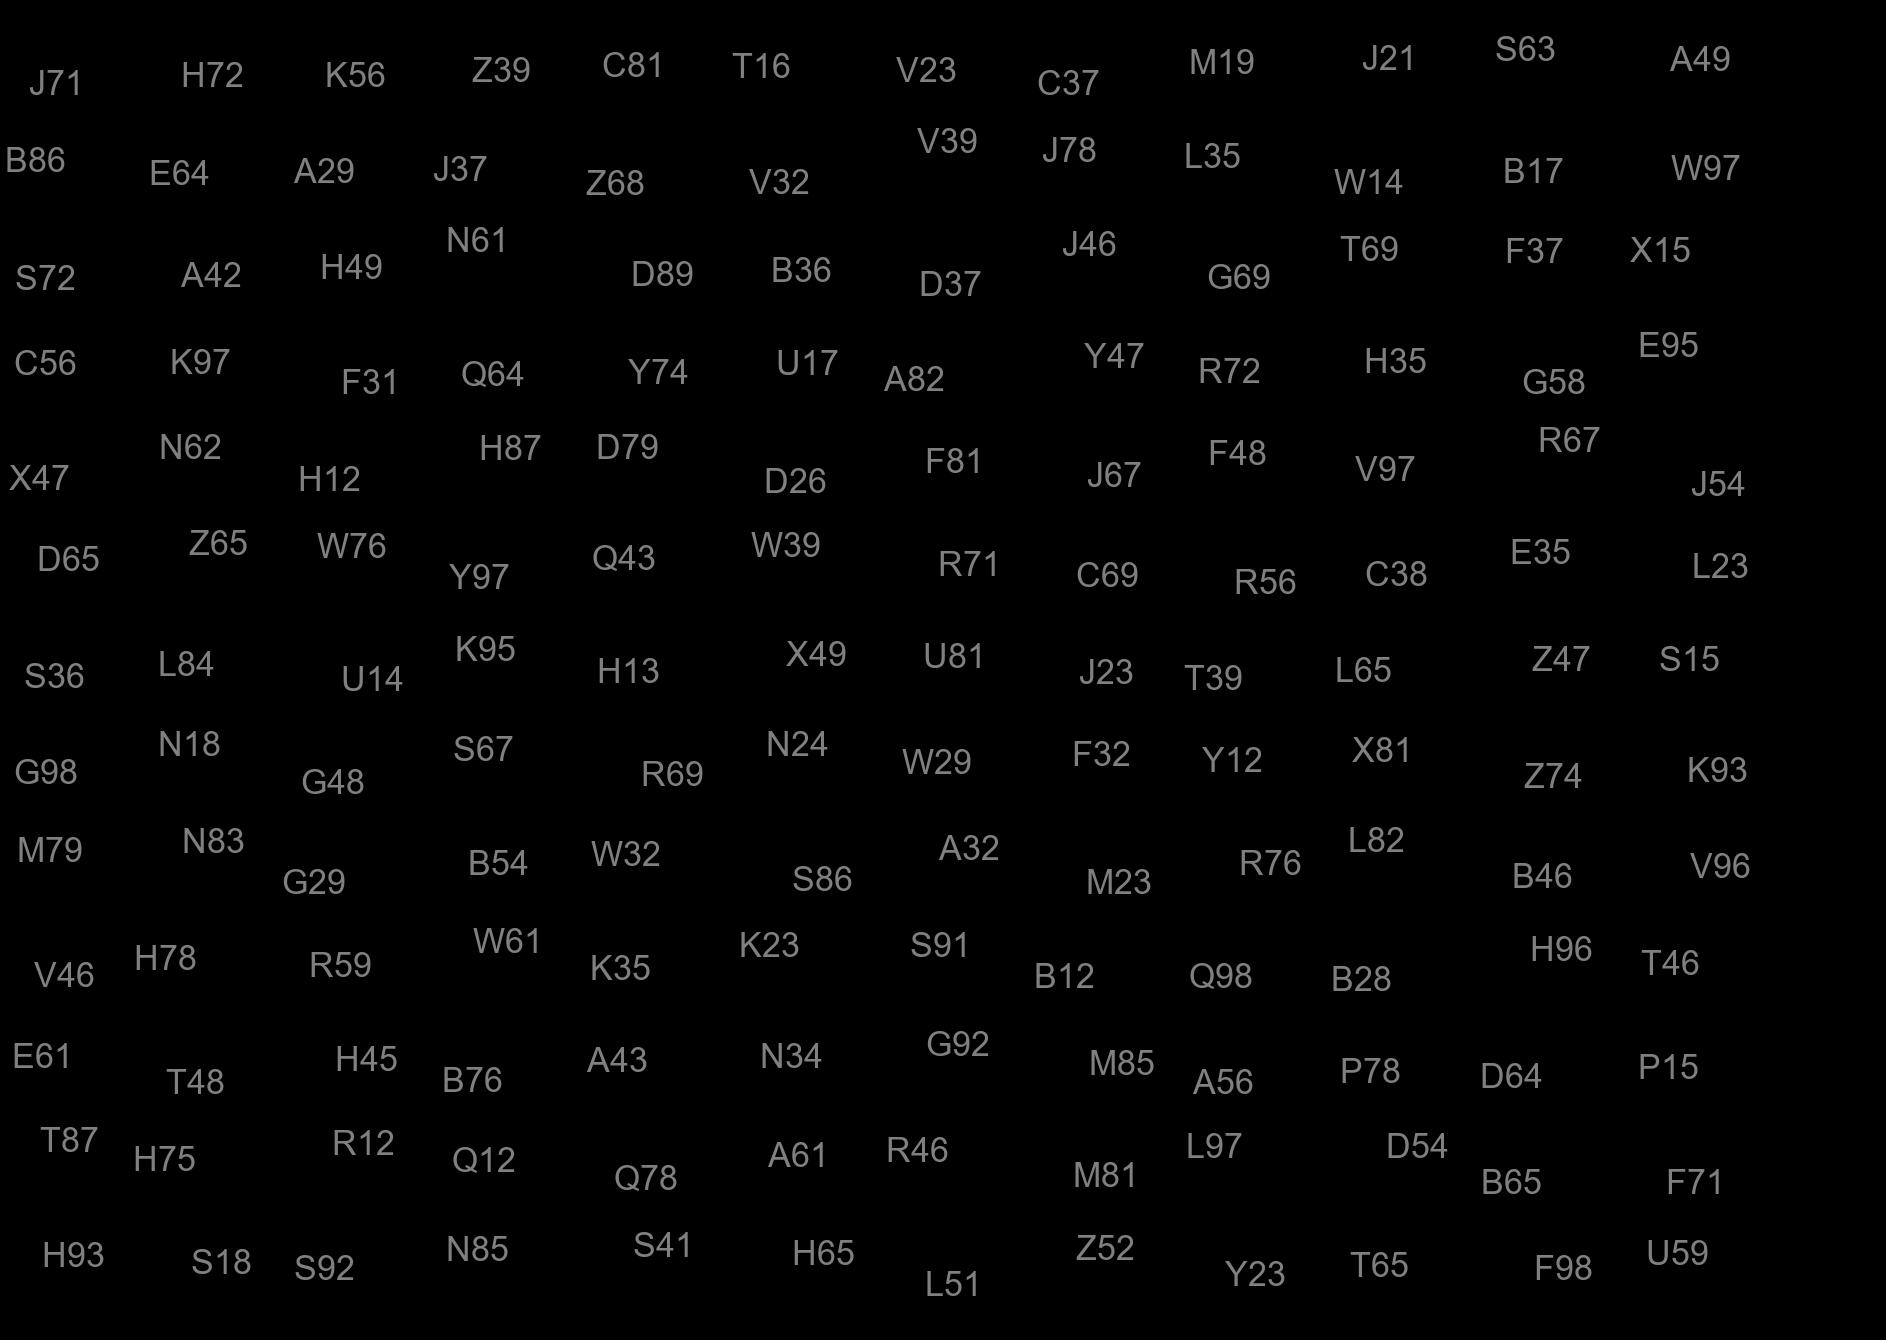 J71 H72 K56 Z39 C81 T16 V23 C37 M19 J21 S63 A49
B86 E64 A29 J37 Z68 V32 V39 J78 L35 W14 B17 W97
S72 A42 H49 N61 D89 B36 D37 J46 G69 T69 F37 X15
C56 K97 F31 Q64 Y74 U17 A82 Y47 R72 H35 G58 E95
X47 N62 H12 H87 D79 D26 F81 J67 F48 V97 R67 J54
D65 Z65 W76 Y97 Q43 W39 R71 C69 R56 C38 E35 L23
S36 L84 U14 K95 H13 X49 U81 J23 T39 L65 Z47 S15
G98 N18 G48 S67 R69 N24 W29 F32 Y12 X81 Z74 K93
M79 N83 G29 B54 W32 S86 A32 M23 R76 L82 B46 V96
V46 H78 R59 W61 K35 K23 S91 B12 Q98 B28 H96 T46
E61 T48 H45 B76 A43 N34 G92 M85 A56 P78 D64 P15
T87 H75 R12 Q12 Q78 A61 R46 M81 L97 D54 B65 F71
H93 S18 S92 N85 S41 H65 L51 Z52 Y23 T65 F98 U59